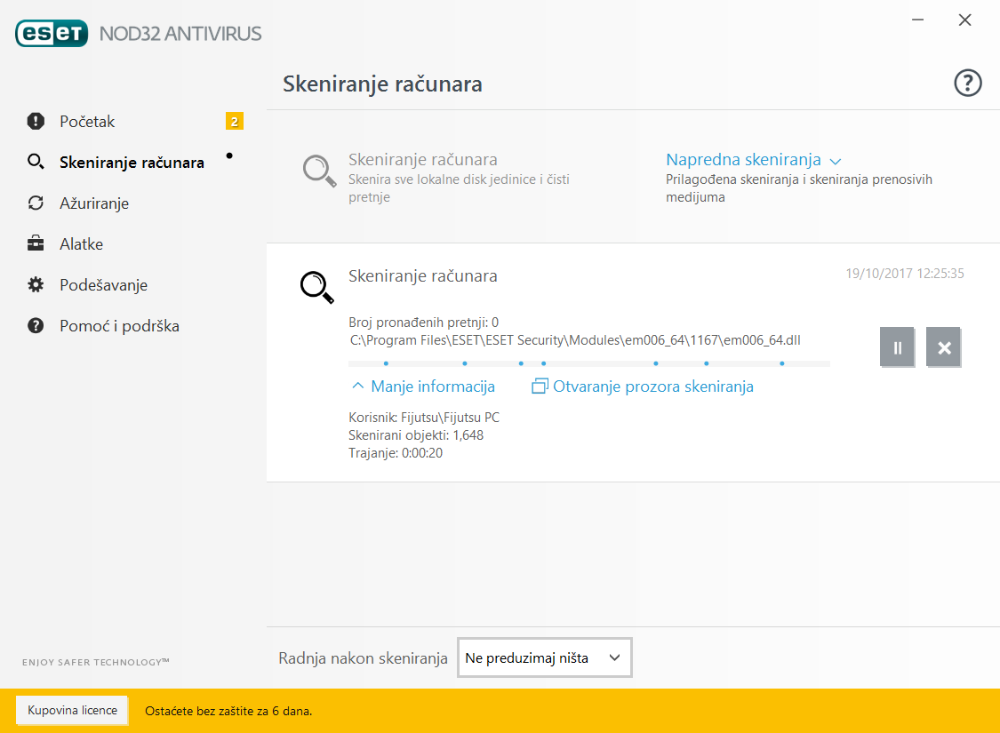 eset NOD32 ANTIVIRUS
Skeniranje računara
?
Početak
2
Skeniranje računara
Ažuriranje
Alatke
Podešavanje
Pomoć i podrška
Skeniranje računara
Skenira sve lokalne disk jedinice i čisti
pretnje
Napredna skeniranja
Prilagođena skeniranja i skeniranja prenosivih
medijuma
Skeniranje računara
19/10/2017 12:25:35
Broj pronađenih pretnji: 0
C:\Program Files\ESET\ESET Security\Modules\em006_64\1167\em006_64.dll
Manje informacija
Otvaranje prozora skeniranja
Korisnik: Fijutsu\Fijutsu PC
Skenirani objekti: 1,648
Trajanje: 0:00:20
ENJOY SAFER TECHNOLOGY™
Radnja nakon skeniranja
Ne preduzimaj ništa
Kupovina licence
Ostaćete bez zaštite za 6 dana.